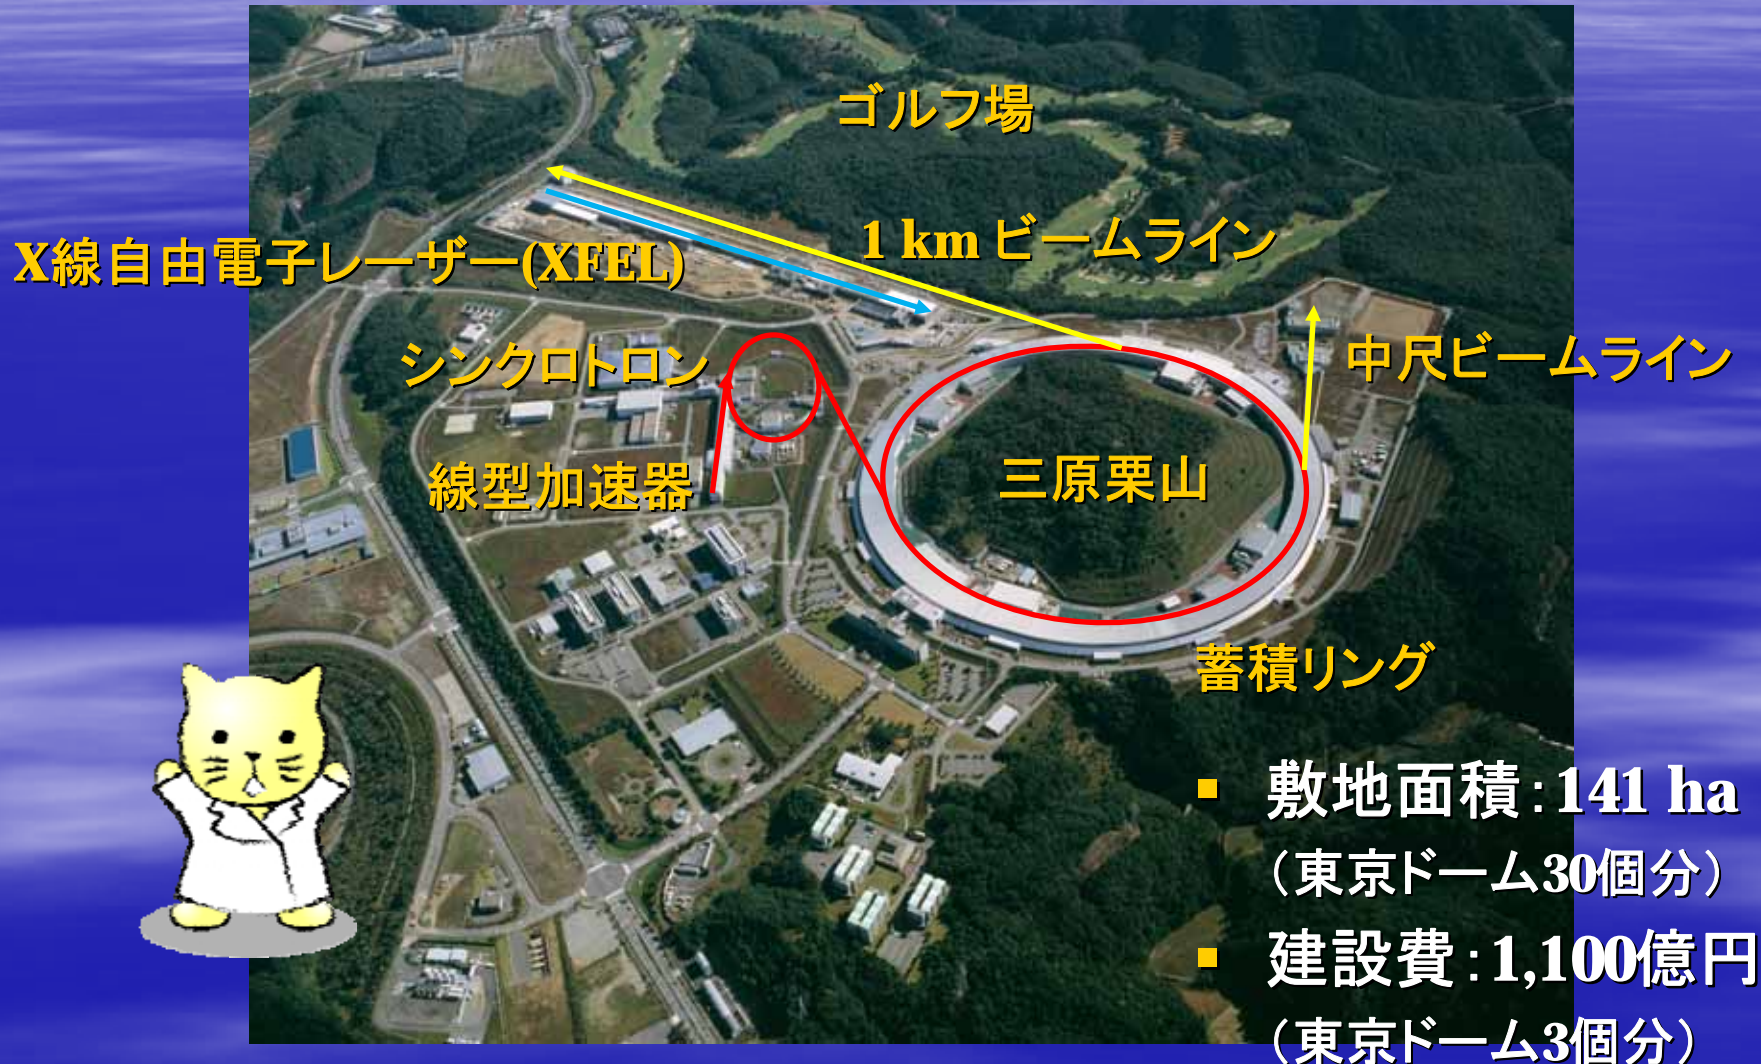 ゴルフ場
1 km ビームライン
X線自由電子レーザー(XFEL)
シンクロトロン
中尺ビームライン
線型加速器
三原栗山
蓄積リング
敷地面積：141 ha
（東京ドーム30個分）
建設費：1,100億円
（東京ドーム3個分）